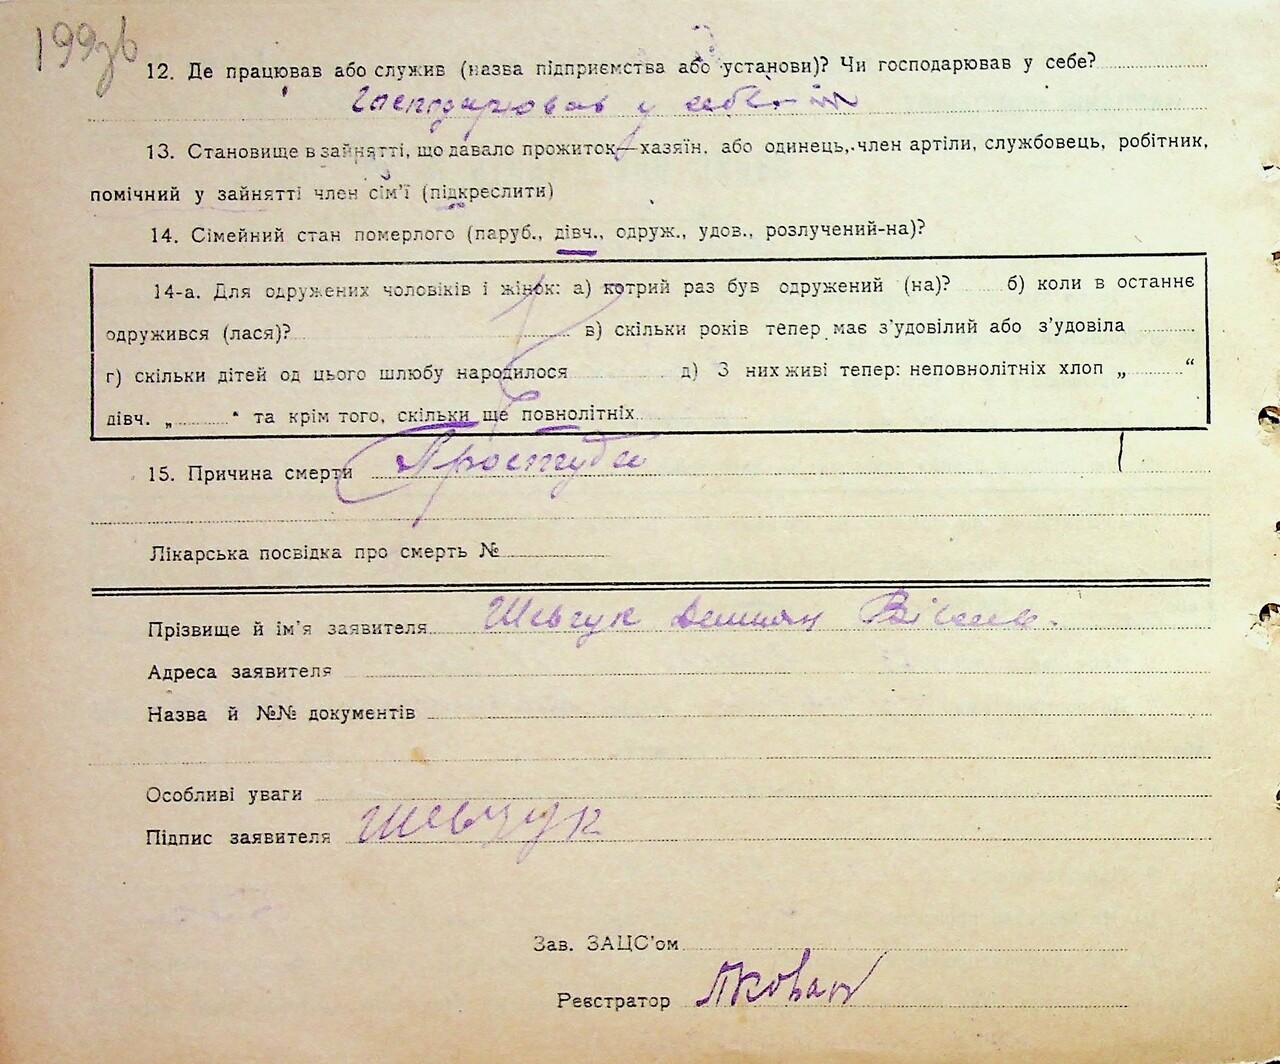 199зв
12. Де працював або служив (назва підприємства або установи)? Чи господарював у себе?
Господарював у себе
13. Становище в зайнятті, що давало прожиток—хазяїн, або одинець, член артіли, службовець, робітник,
помічний у зайнятті член сім'ї (підкреслити)
14. Сімейний стан померлого (паруб., дівч., одруж., удов., розлучений-на)?
14-а. Для одружених чоловіків і жінок: а) котрий раз був одружений (на)? б) коли в останнє
одружився (лася)? в) скільки років тепер має з'удовілий або з'удовіла
г) скільки дітей од цього шлюбу народилося д) З них живі тепер: неповнолітніх хлоп „ “
дівч. „ “ та крім того, скільки ще повнолітніх
15. Причина смерти Простуда
Лікарська посвідка про смерть №
Прізвище й ім'я заявителя Шевчук Демнян
Адреса заявителя
Назва й №№ документів
Особливі уваги
Підпис заявителя Шевчук
Зав. ЗАЦС'ом
Реєстратор